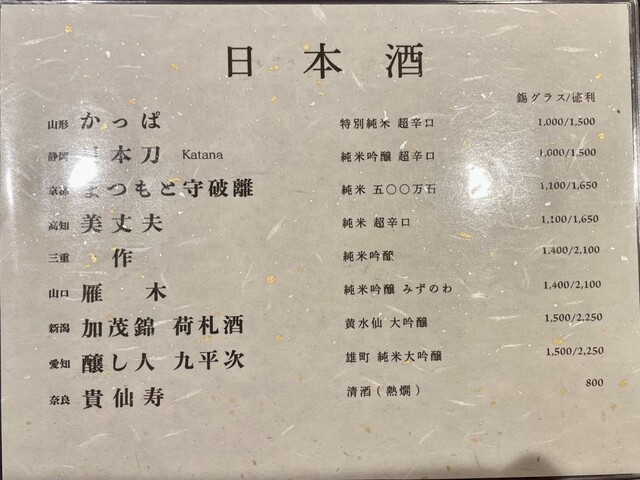 日本酒
錫グラス/徳利
山形 かっぱ 特別純米 超辛口 1,000/1,500
静岡 本刀 Katana 純米吟醸 超辛口 1,000/1,500
京都 まつもと守破離 純米 五〇〇万石 1,100/1,650
高知 美丈夫 純米 超辛口 1,100/1,650
三重 作 純米吟醸 1,400/2,100
山口 雁木 純米吟醸 みずのわ 1,400/2,100
新潟 加茂錦 荷札酒 黄水仙 大吟醸 1,500/2,250
愛知 醸し人 九平次 雄町 純米大吟醸 1,500/2,250
奈良 貴仙寿 清酒(熱燗) 800